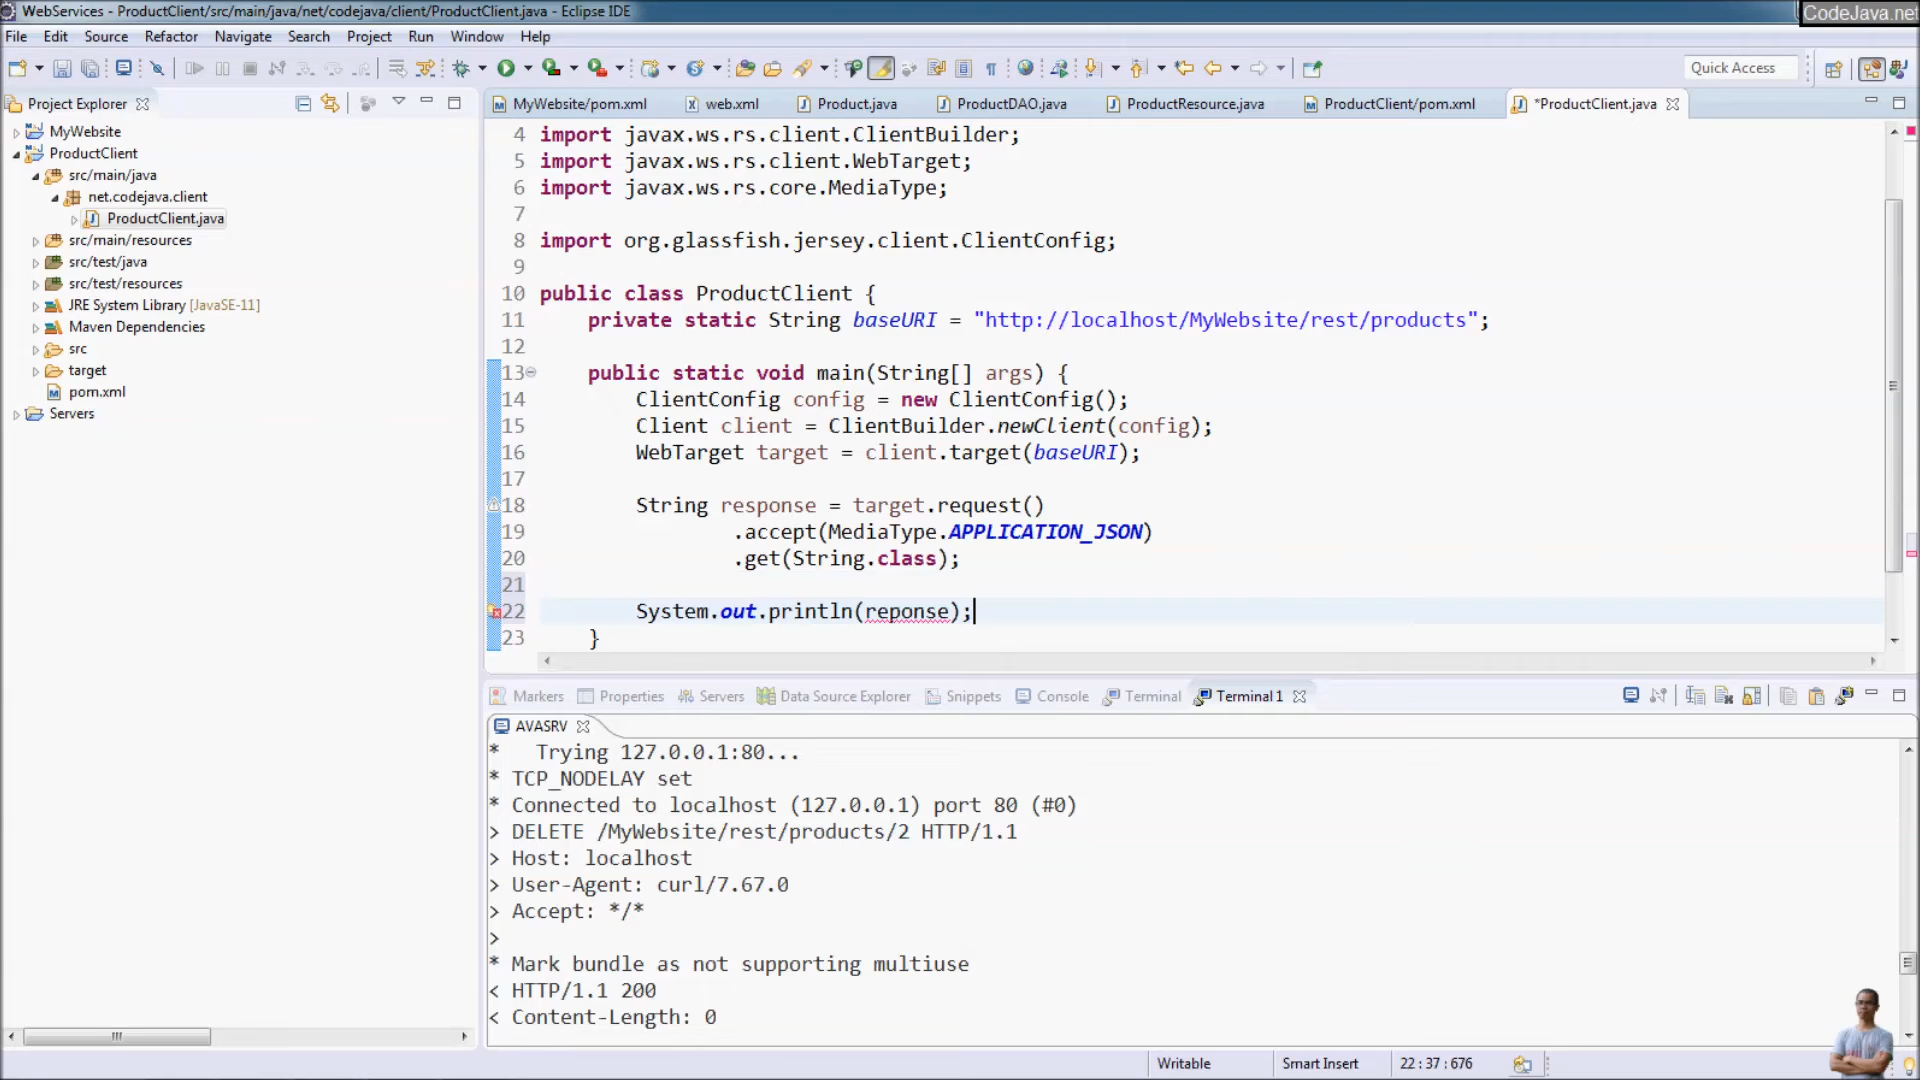 WebServices - ProductClient/src/main/java/net/codejava/client/ProductClient.java - Eclipse IDE
CodeJava.net
File Edit Source Refactor Navigate Search Project Run Window Help
Quick Access
Project Explorer
MyWebsite
ProductClient
src/main/java
net.codejava.client
ProductClient.java
src/main/resources
src/test/java
src/test/resources
JRE System Library [JavaSE-11]
Maven Dependencies
src
target
pom.xml
Servers
MyWebsite/pom.xml web.xml Product.java ProductDAO.java ProductResource.java ProductClient/pom.xml *ProductClient.java
4 import javax.ws.rs.client.ClientBuilder;
5 import javax.ws.rs.client.WebTarget;
6 import javax.ws.rs.core.MediaType;
7
8 import org.glassfish.jersey.client.ClientConfig;
9
10 public class ProductClient {
11 private static String baseURI = "http://localhost/MyWebsite/rest/products";
12
13 public static void main(String[] args) {
14 ClientConfig config = new ClientConfig();
15 Client client = ClientBuilder.newClient(config);
16 WebTarget target = client.target(baseURI);
17
18 String response = target.request()
19 .accept(MediaType.APPLICATION_JSON)
20 .get(String.class);
21
22 System.out.println(reponse);
23 }
Markers Properties Servers Data Source Explorer Snippets Console Terminal Terminal 1
AVASRV
* Trying 127.0.0.1:80...
* TCP_NODELAY set
* Connected to localhost (127.0.0.1) port 80 (#0)
> DELETE /MyWebsite/rest/products/2 HTTP/1.1
> Host: localhost
> User-Agent: curl/7.67.0
> Accept: */*
>
* Mark bundle as not supporting multiuse
< HTTP/1.1 200
< Content-Length: 0
Writable Smart Insert 22 : 37 : 676